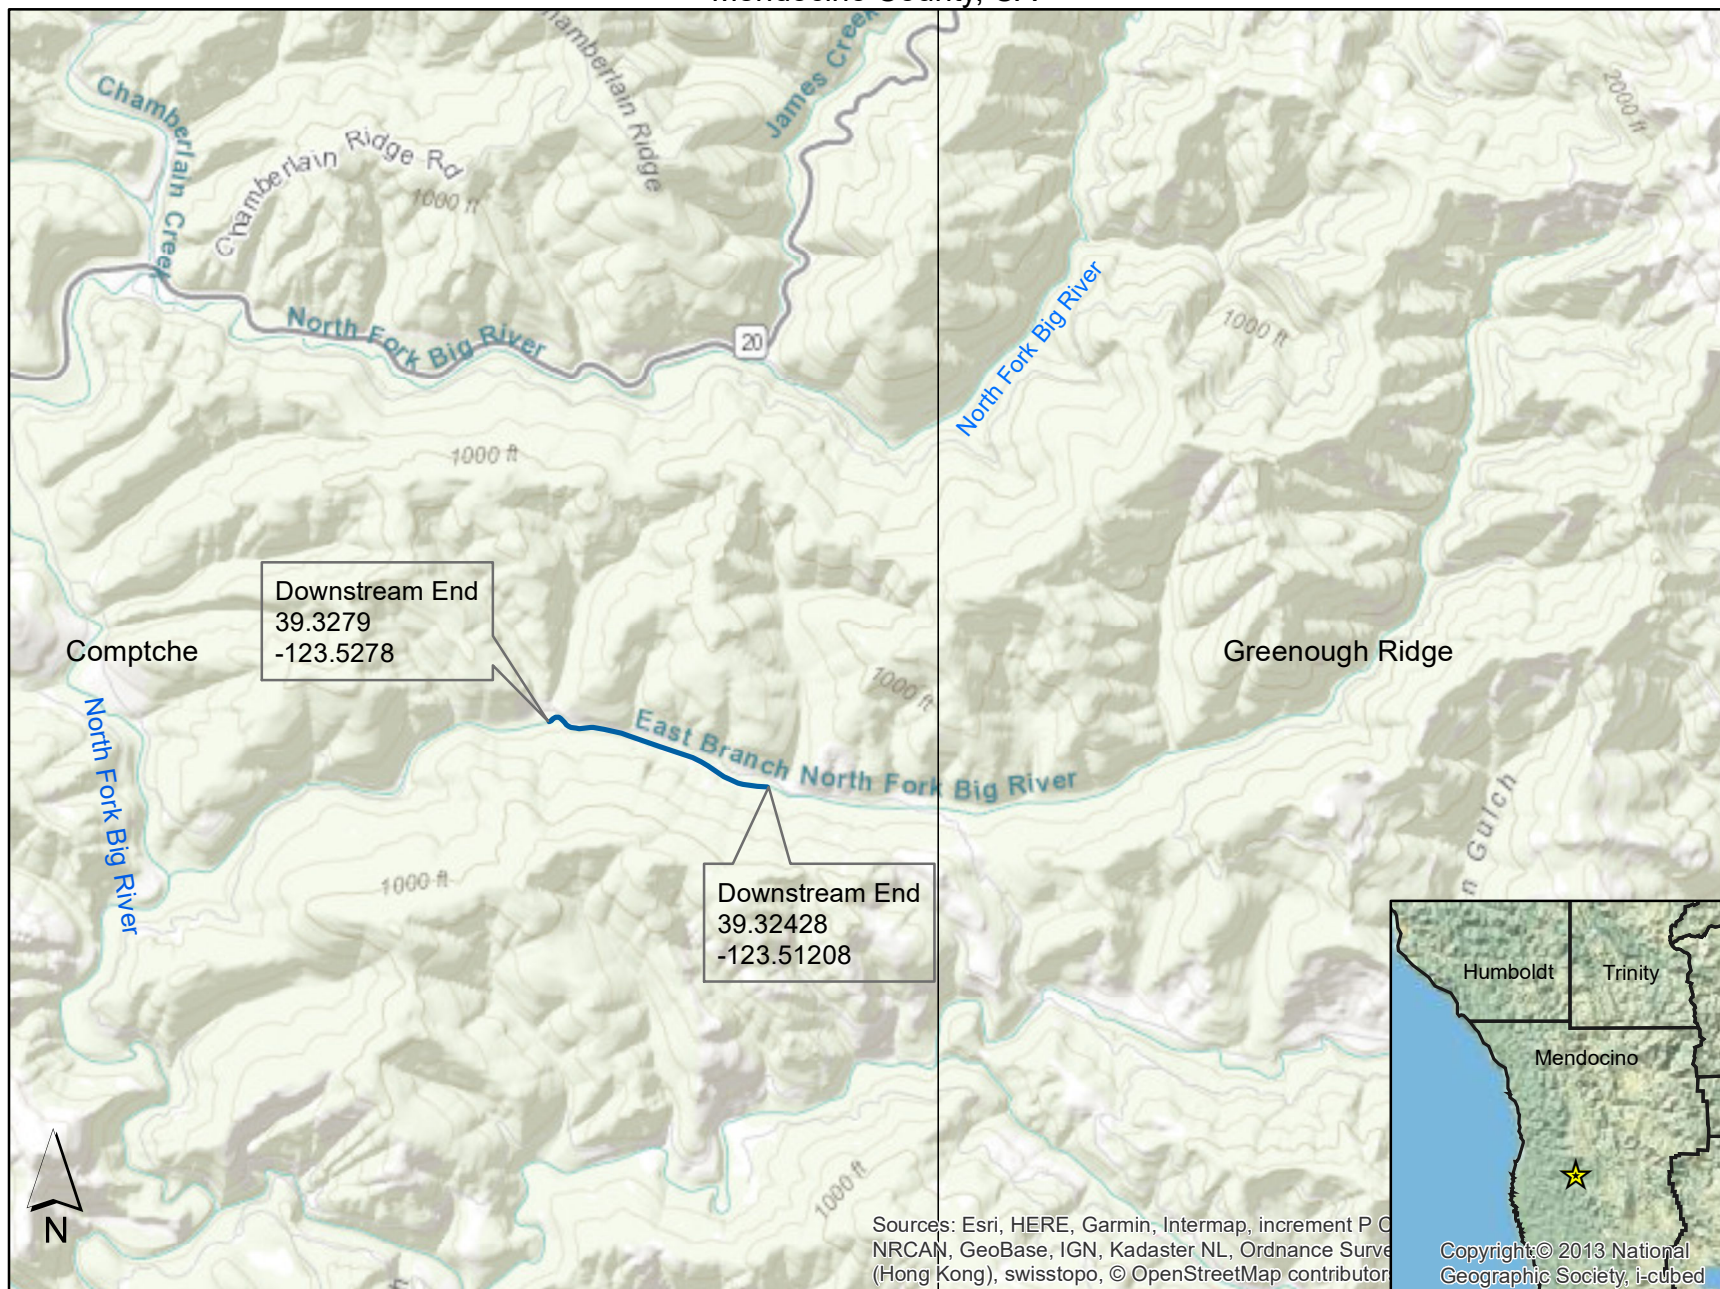 Chamberlain Creek
Chamberlain Ridge Rd
1000 ft
Ridge
James Creek
2000 ft
North Fork Big River
20
North Fork Big River
1000 ft
1000 ft
Downstream End
39.3279
-123.5278
Comptche
Greenough Ridge
1000 ft
North Fork Big River
East Branch North Fork Big River
1000 ft
Downstream End
39.32428
-123.51208
Gulch
Humboldt
Trinity
Mendocino
1000 ft
N
Sources: Esri, HERE, Garmin, Intermap, increment P
NRCAN, GeoBase, IGN, Kadaster NL, Ordnance
(Hong Kong), swisstopo, © OpenStreetMap
Copyright:© 2013 National
Geographic Society, i-cubed